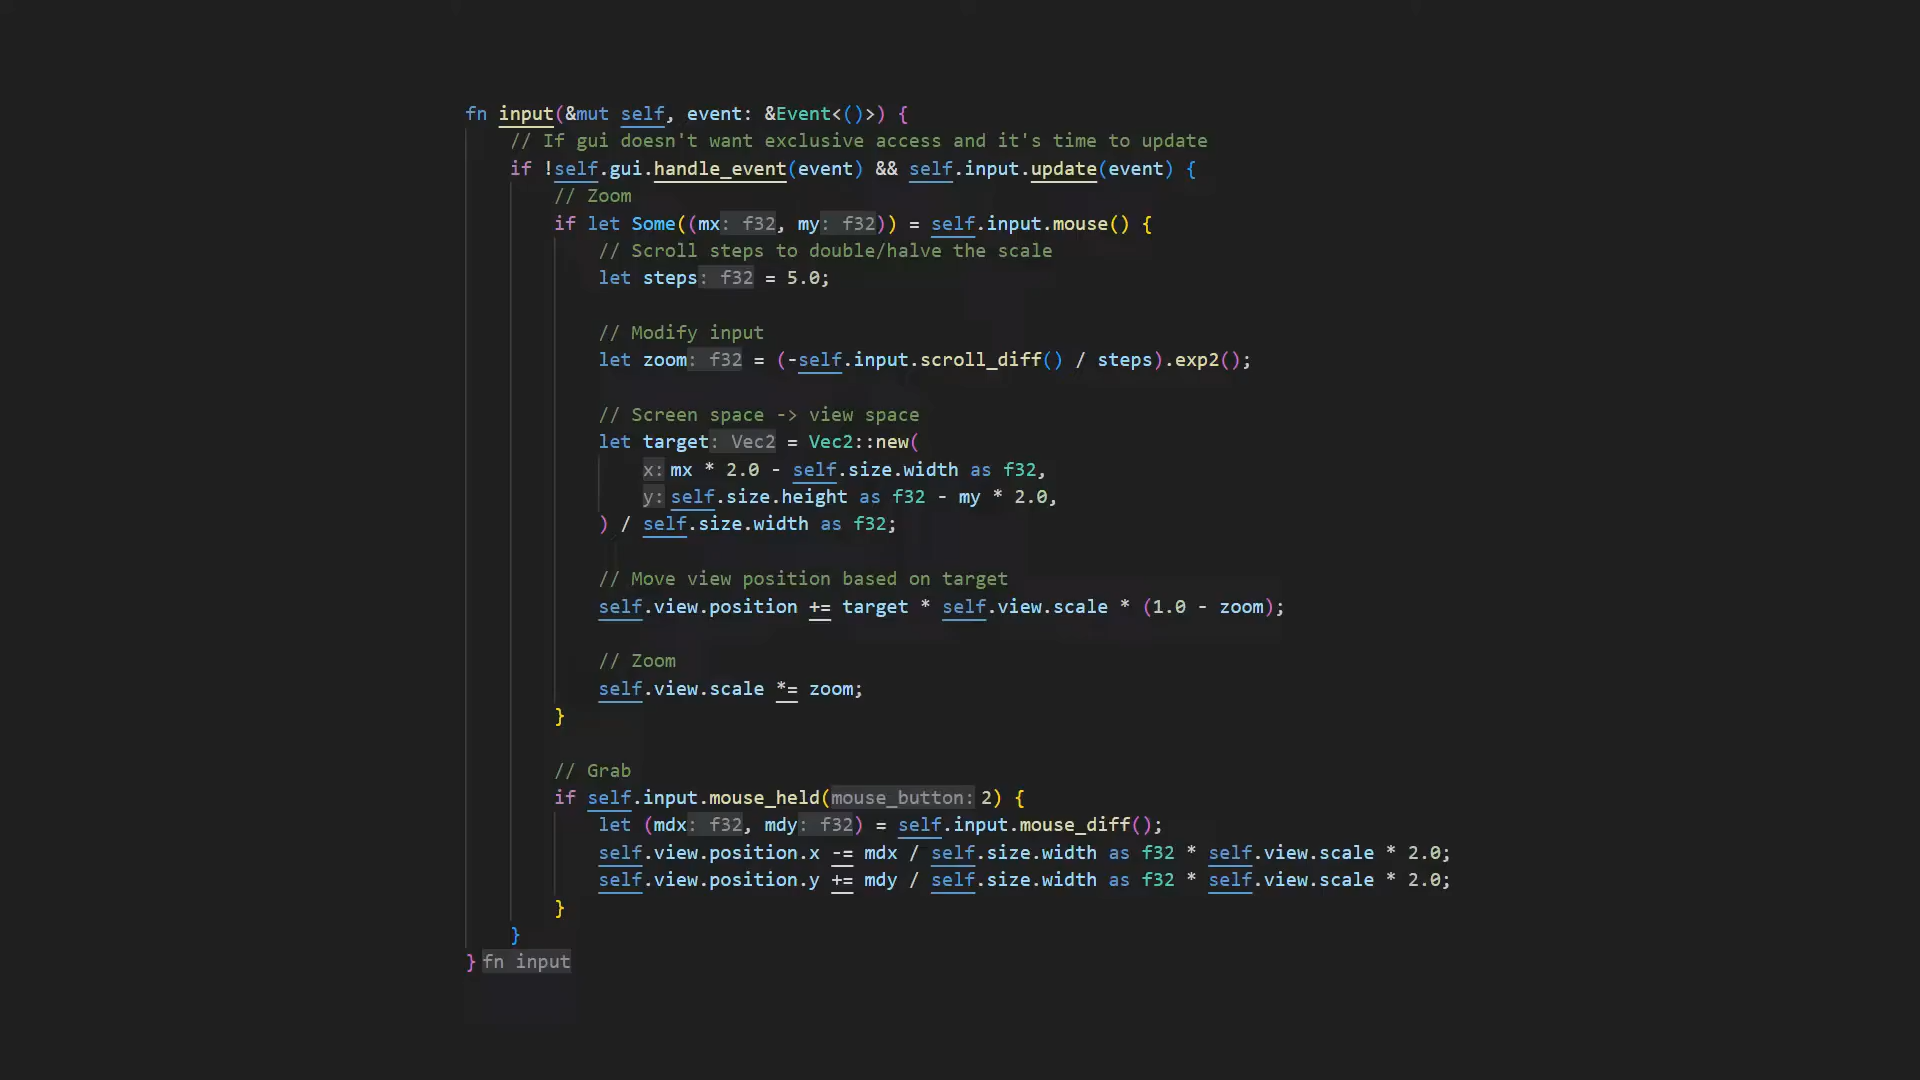 fn input(&mut self, event: &Event<()>) {
// If gui doesn't want exclusive access and it's time to update
if !self.gui.handle_event(event) && self.input.update(event) {
// Zoom
if let Some((mx: f32, my: f32)) = self.input.mouse() {
// Scroll steps to double/halve the scale
let steps: f32 = 5.0;
// Modify input
let zoom: f32 = (-self.input.scroll_diff() / steps).exp2();
// Screen space -> view space
let target: Vec2 = Vec2::new(
x: mx * 2.0 - self.size.width as f32,
y: self.size.height as f32 - my * 2.0,
) / self.size.width as f32;
// Move view position based on target
self.view.position += target * self.view.scale * (1.0 - zoom);
// Zoom
self.view.scale *= zoom;
}
// Grab
if self.input.mouse_held(mouse_button: 2) {
let (mdx: f32, mdy: f32) = self.input.mouse_diff();
self.view.position.x -= mdx / self.size.width as f32 * self.view.scale * 2.0;
self.view.position.y += mdy / self.size.width as f32 * self.view.scale * 2.0;
}
}
} fn input